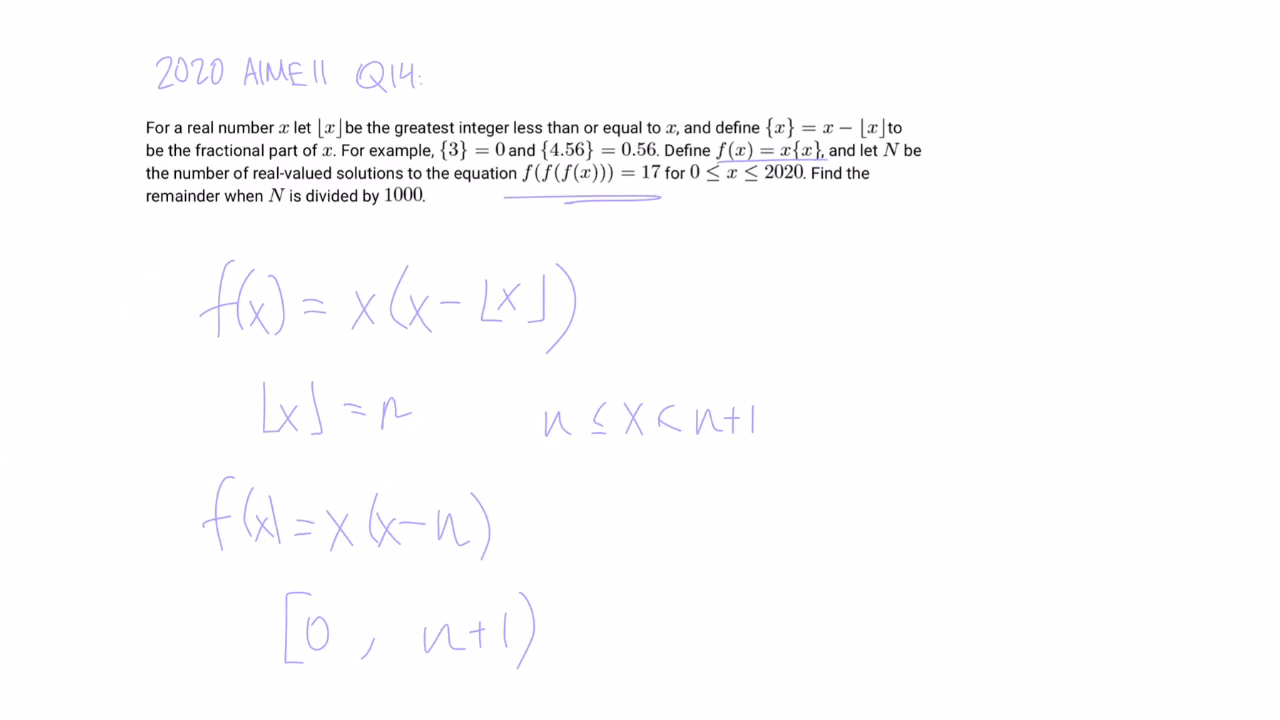 2020 AIME II Q14:
For a real number x let ⌊x⌋ be the greatest integer less than or equal to x, and define {x} = x − ⌊x⌋ to
be the fractional part of x. For example, {3} = 0 and {4.56} = 0.56. Define f(x) = x{x}, and let N be
the number of real-valued solutions to the equation f(f(f(x))) = 17 for 0 ≤ x ≤ 2020. Find the
remainder when N is divided by 1000.
f(x) = x(x − ⌊x⌋)
⌊x⌋ = n n ≤ x < n+1
f(x) = x(x − n)
[0, n+1)